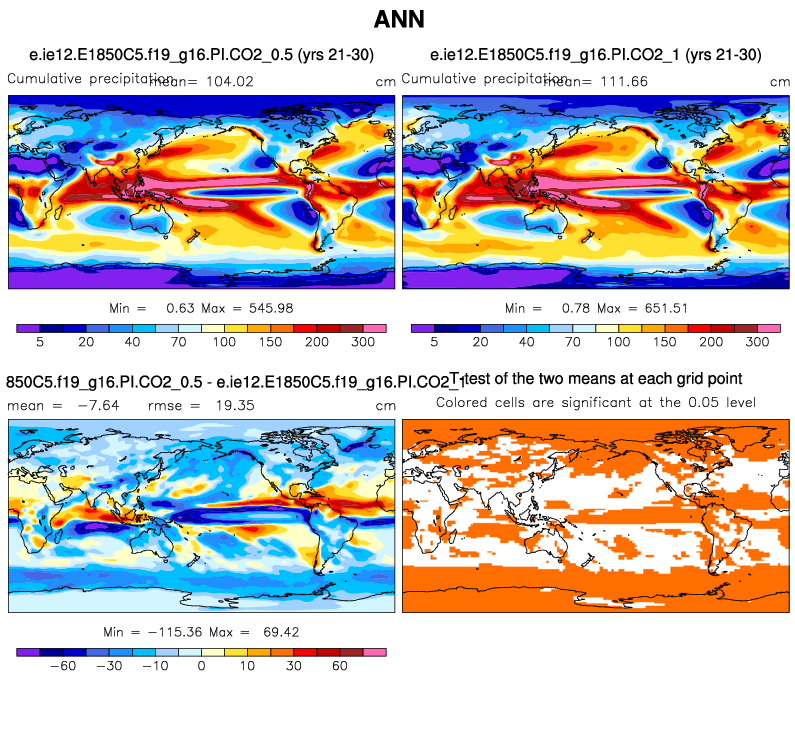 ANN
e.ie12.E1850C5.f19_g16.PI.CO2_0.5 (yrs 21-30)
Cumulative precipitation mean= 104.02 cm
Min = 0.63 Max = 545.98
5 20 40 70 100 150 200 300
e.ie12.E1850C5.f19_g16.PI.CO2_1 (yrs 21-30)
Cumulative precipitation mean= 111.66 cm
Min = 0.78 Max = 651.51
5 20 40 70 100 150 200 300
850C5.f19_g16.PI.CO2_0.5 - e.ie12.E1850C5.f19_g16.PI.CO2_1
mean = −7.64 rmse = 19.35 cm
Min = −115.36 Max = 69.42
−60 −30 −10 0 10 30 60
T-test of the two means at each grid point
Colored cells are significant at the 0.05 level